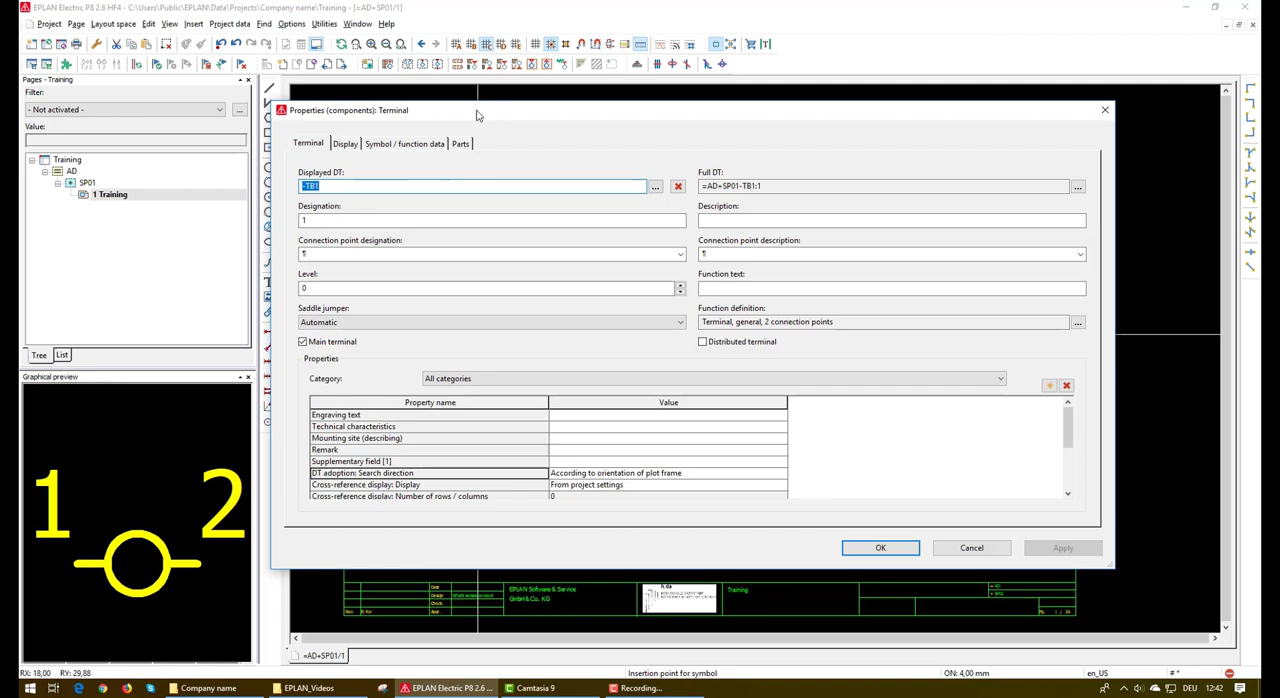 EPLAN Electric P8 2.6 HF4 - C:\Users\Public\EPLAN\Data\Projects\Company name\Training - [=AD+SP01/1]
Project Page Layout space Edit View Insert Project data Find Options Utilities Window Help
Pages - Training
Filter:
- Not activated -
...
Value:
Training
AD
SP01
1 Training
Tree
List
Graphical preview
1 2
Properties (components): Terminal
Terminal Display Symbol / function data Parts
Displayed DT:
Full DT:
-TB1
...
=AD+SP01-TB1:1
...
Designation:
Description:
1
Connection point designation:
Connection point description:
¶
¶
Level:
Function text:
0
Saddle jumper:
Function definition:
Automatic
Terminal, general, 2 connection points
...
Main terminal
Distributed terminal
Properties
Category:
All categories
Property name Value
Engraving text
Technical characteristics
Mounting site (describing)
Remark
Supplementary field [1]
DT adoption: Search direction According to orientation of plot frame
Cross-reference display: Display From project settings
Cross-reference display: Number of rows / columns 0
OK Cancel Apply
EPLAN Software & Service
GmbH & Co. KG
h.da
Training
= AD
+ SP01
=AD+SP01/1
RX: 18,00 RY: 29,88
Insertion point for symbol
ON: 4,00 mm
en_US
# *
Company name
EPLAN_Videos
EPLAN Electric P8 2.6 ...
Camtasia 9
Recording...
DEU
12:42